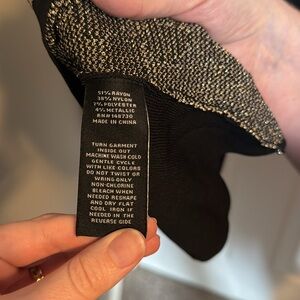 51% RAYON
38% NYLON
7% POLYESTER
4% METALLIC
RN# 148730
MADE IN CHINA
TURN GARMENT
INSIDE OUT
MACHINE WASH COLD
GENTLE CYCLE
WITH LIKE COLORS
DO NOT TWIST OR
WRING ONLY
NON-CHLORINE
BLEACH WHEN
NEEDED RESHAPE
AND DRY FLAT
COOL IRON IF
NEEDED IN THE
REVERSE SIDE